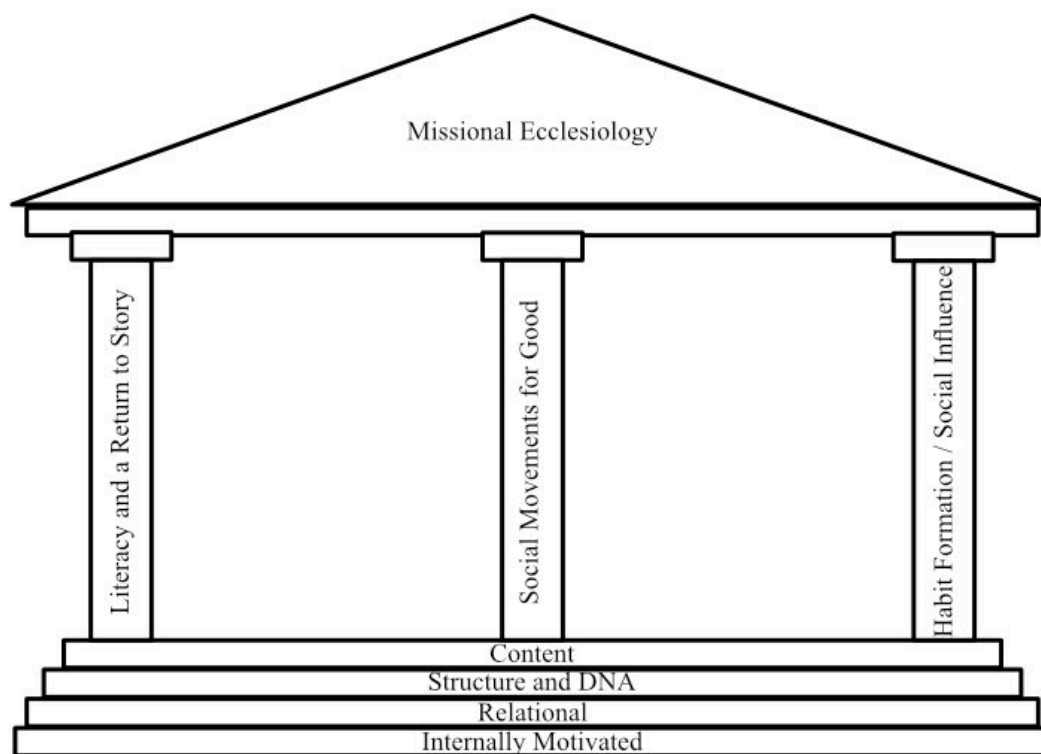 Missional Ecclesiology
Literacy and a Return to Story
Social Movements for Good
Habit Formation / Social Influence
Content
Structure and DNA
Relational
Internally Motivated